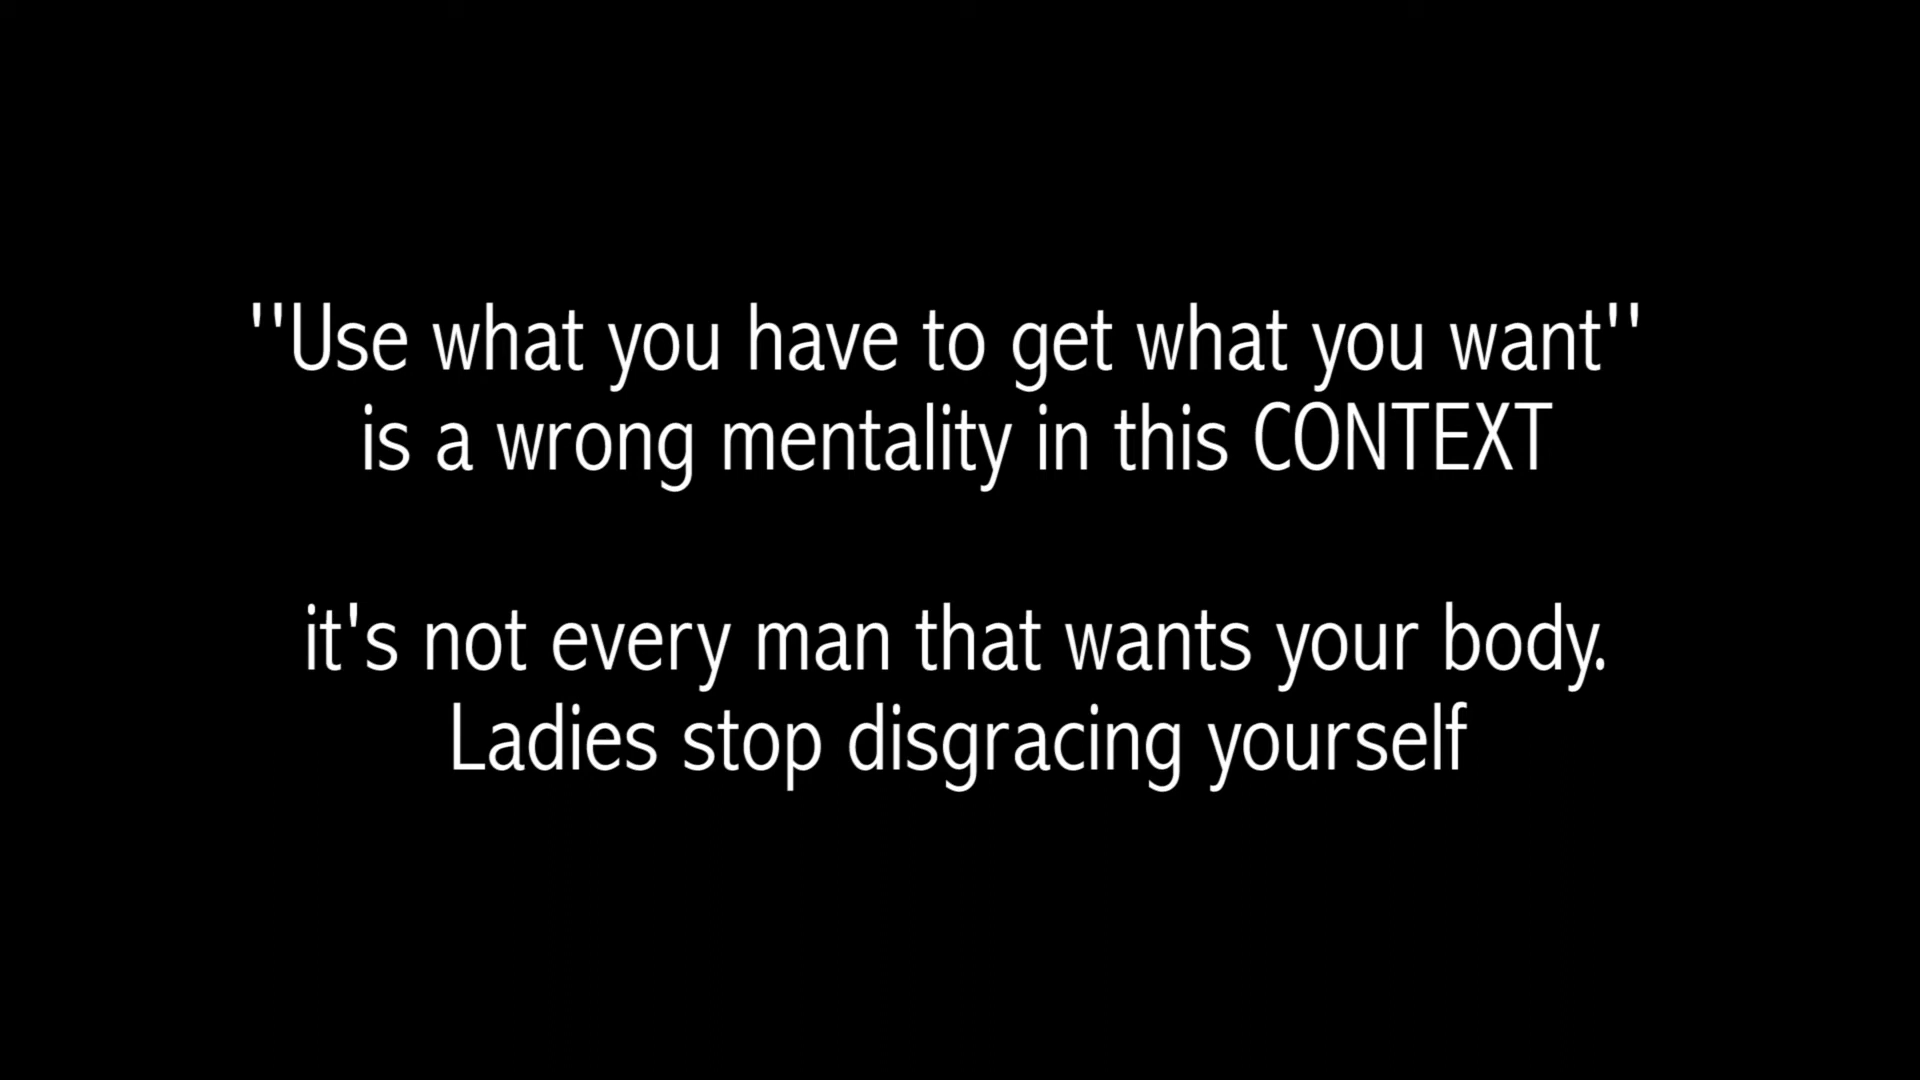 ''Use what you have to get what you want''
is a wrong mentality in this CONTEXT
it's not every man that wants your body.
Ladies stop disgracing yourself